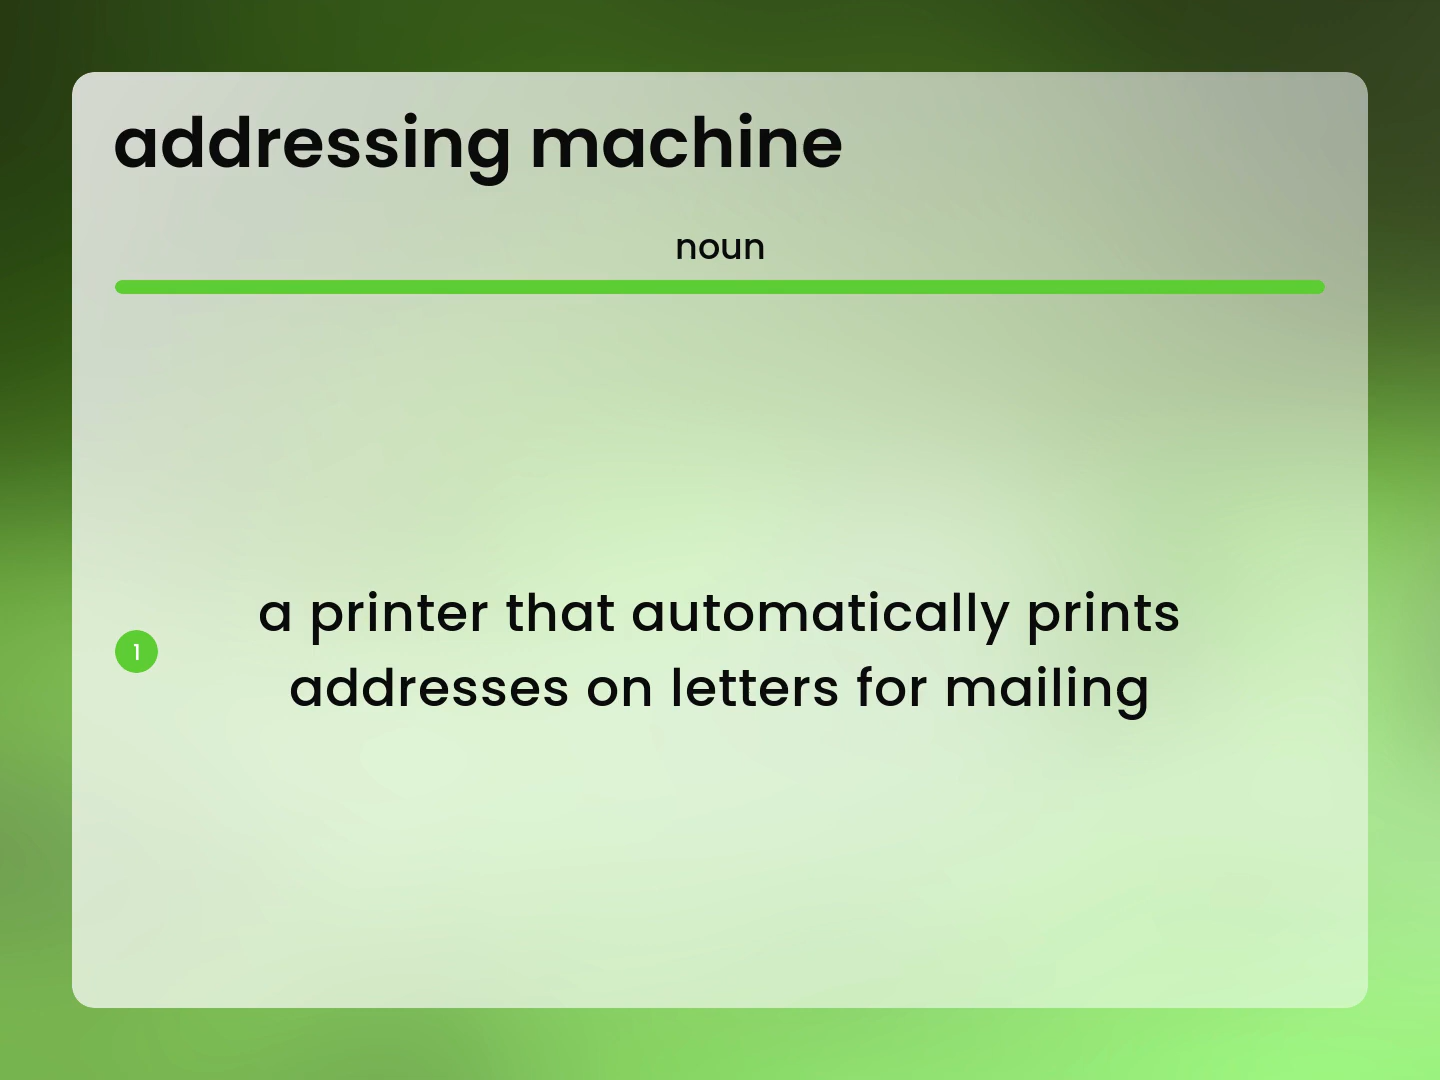 addressing machine
noun
1
a printer that automatically prints
addresses on letters for mailing